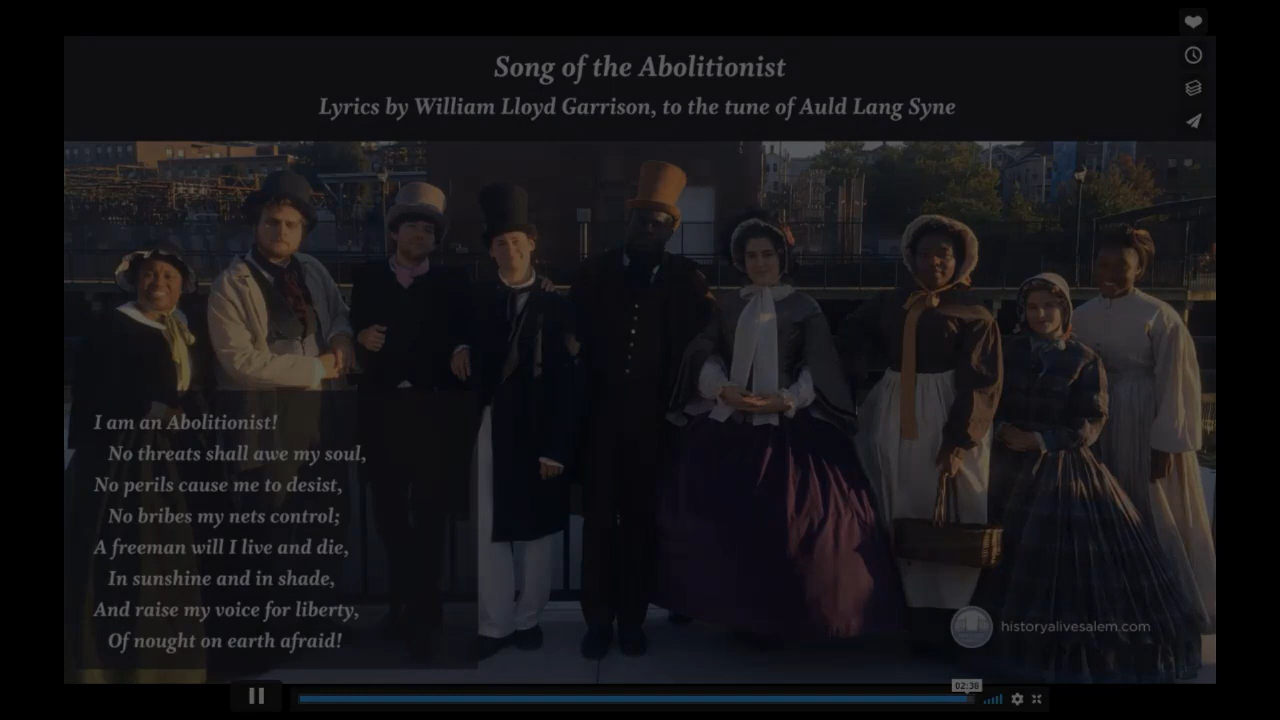 Song of the Abolitionist
Lyrics by William Lloyd Garrison, to the tune of Auld Lang Syne
I am an Abolitionist!
No threats shall awe my soul,
No perils cause me to desist,
No bribes my nets control;
A freeman will I live and die,
In sunshine and in shade,
And raise my voice for liberty,
Of nought on earth afraid!
historyalivesalem.com
02:38